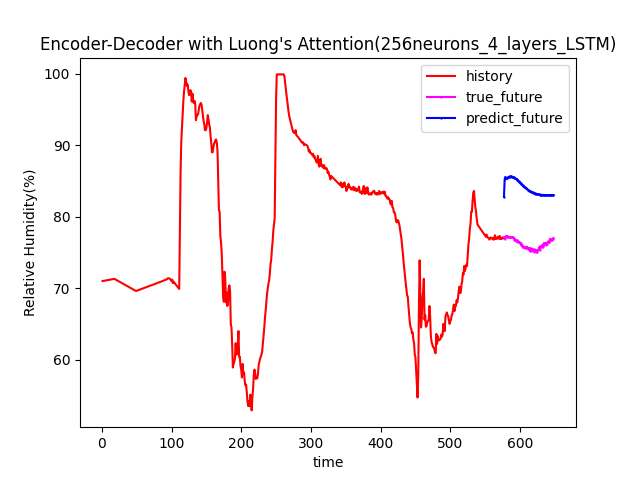 Encoder-Decoder with Luong's Attention(256neurons_4_layers_LSTM)
history
true_future
predict_future
Relative Humidity(%)
100
90
80
70
60
0 100 200 300 400 500 600
time